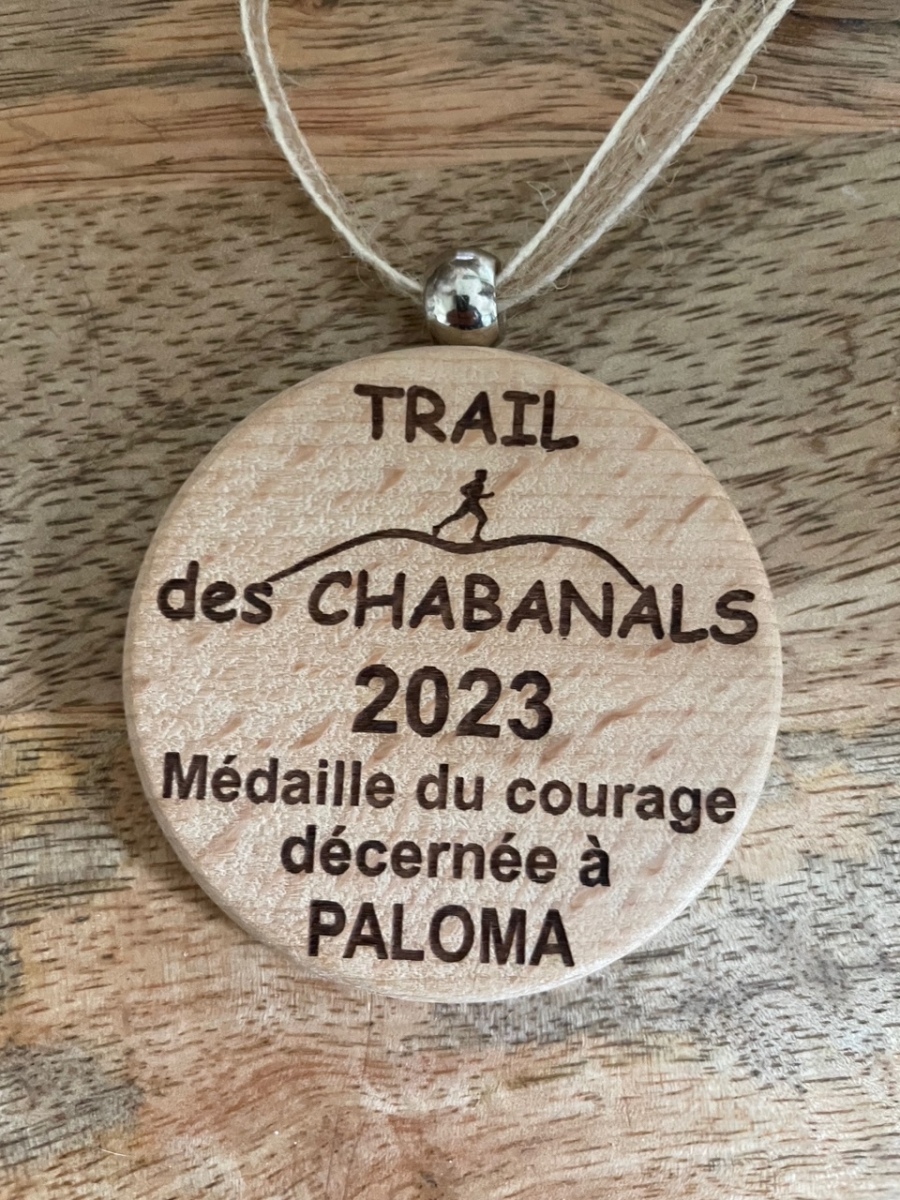 TRAIL
des CHABANALS
2023
Médaille du courage
décernée à
PALOMA